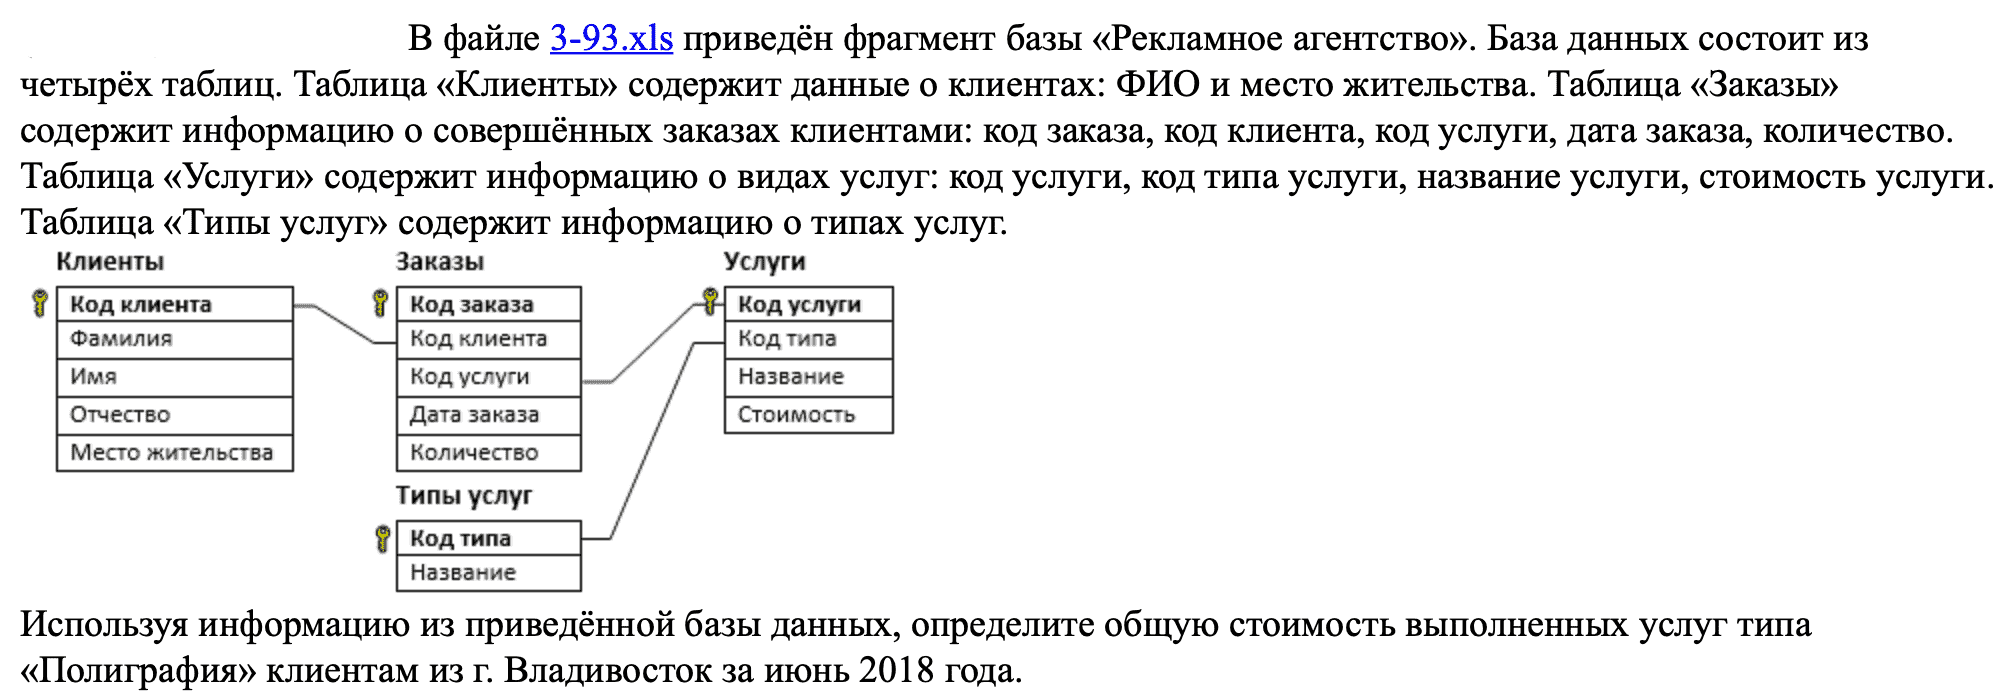 В файле 3-93.xls приведён фрагмент базы «Рекламное агентство». База данных состоит из
четырёх таблиц. Таблица «Клиенты» содержит данные о клиентах: ФИО и место жительства. Таблица «Заказы»
содержит информацию о совершённых заказах клиентами: код заказа, код клиента, код услуги, дата заказа, количество.
Таблица «Услуги» содержит информацию о видах услуг: код услуги, код типа услуги, название услуги, стоимость услуги.
Таблица «Типы услуг» содержит информацию о типах услуг.
Клиенты
Код клиента
Фамилия
Имя
Отчество
Место жительства
Заказы
Код заказа
Код клиента
Код услуги
Дата заказа
Количество
Услуги
Код услуги
Код типа
Название
Стоимость
Типы услуг
Код типа
Название
Используя информацию из приведённой базы данных, определите общую стоимость выполненных услуг типа
«Полиграфия» клиентам из г. Владивосток за июнь 2018 года.